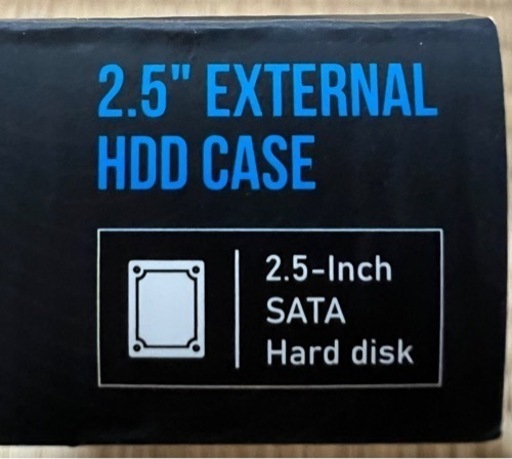 2.5" EXTERNAL
HDD CASE
2.5-Inch
SATA
Hard disk